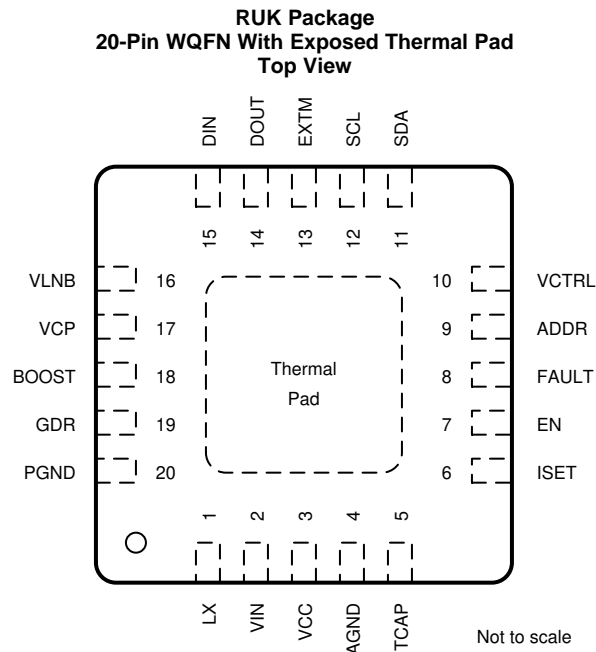 RUK Package
20-Pin WQFN With Exposed Thermal Pad
Top View
DIN DOUT EXTM SCL SDA
15 14 13 12 11
VLNB 16 10 VCTRL
VCP 17 9 ADDR
BOOST 18 8 FAULT
GDR 19 7 EN
PGND 20 6 ISET
Thermal
Pad
1 2 3 4 5
LX VIN VCC AGND TCAP
Not to scale